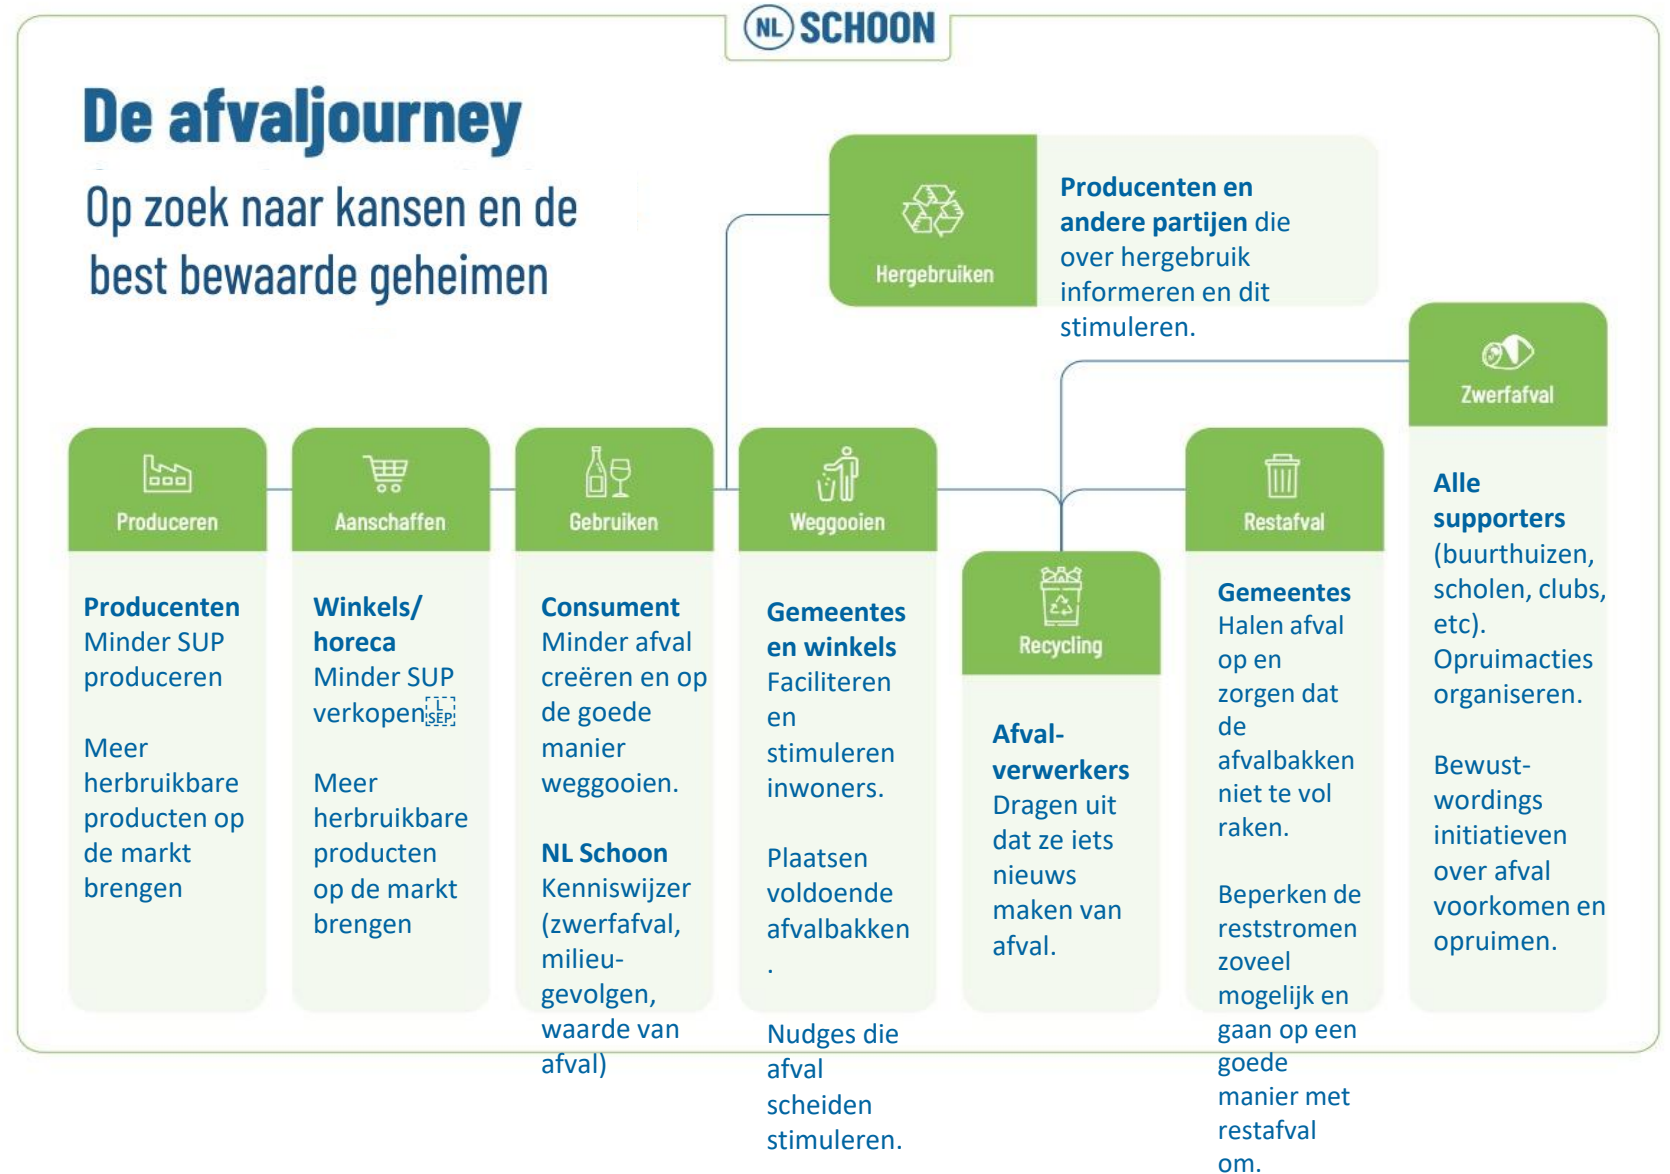 NL SCHOON
De afvaljourney
Op zoek naar kansen en de
best bewaarde geheimen
Hergebruiken
Producenten en
andere partijen die
over hergebruik
informeren en dit
stimuleren.
Produceren
Producenten
Minder SUP
produceren
Meer
herbruikbare
producten op
de markt
brengen
Aanschaffen
Winkels/
horeca
Minder SUP
verkopen L SEP
Meer
herbruikbare
producten
op de markt
brengen
Gebruiken
Consument
Minder afval
creëren en op
de goede
manier
weggooien.
NL Schoon
Kenniswijzer
(zwerfafval,
milieu-
gevolgen,
waarde van
afval)
Weggooien
Gemeentes
en winkels
Faciliteren
en
stimuleren
inwoners.
Plaatsen
voldoende
afvalbakken
.
Nudges die
afval
scheiden
stimuleren.
Recycling
Afval-
verwerkers
Dragen uit
dat ze iets
nieuws
maken van
afval.
Restafval
Gemeentes
Halen afval
op en
zorgen dat
de
afvalbakken
niet te vol
raken.
Beperken de
reststromen
zoveel
mogelijk en
gaan op een
goede
manier met
restafval
om.
Zwerfafval
Alle
supporters
(buurthuizen,
scholen, clubs,
etc).
Opruimacties
organiseren.
Bewust-
wordings
initiatieven
over afval
voorkomen en
opruimen.